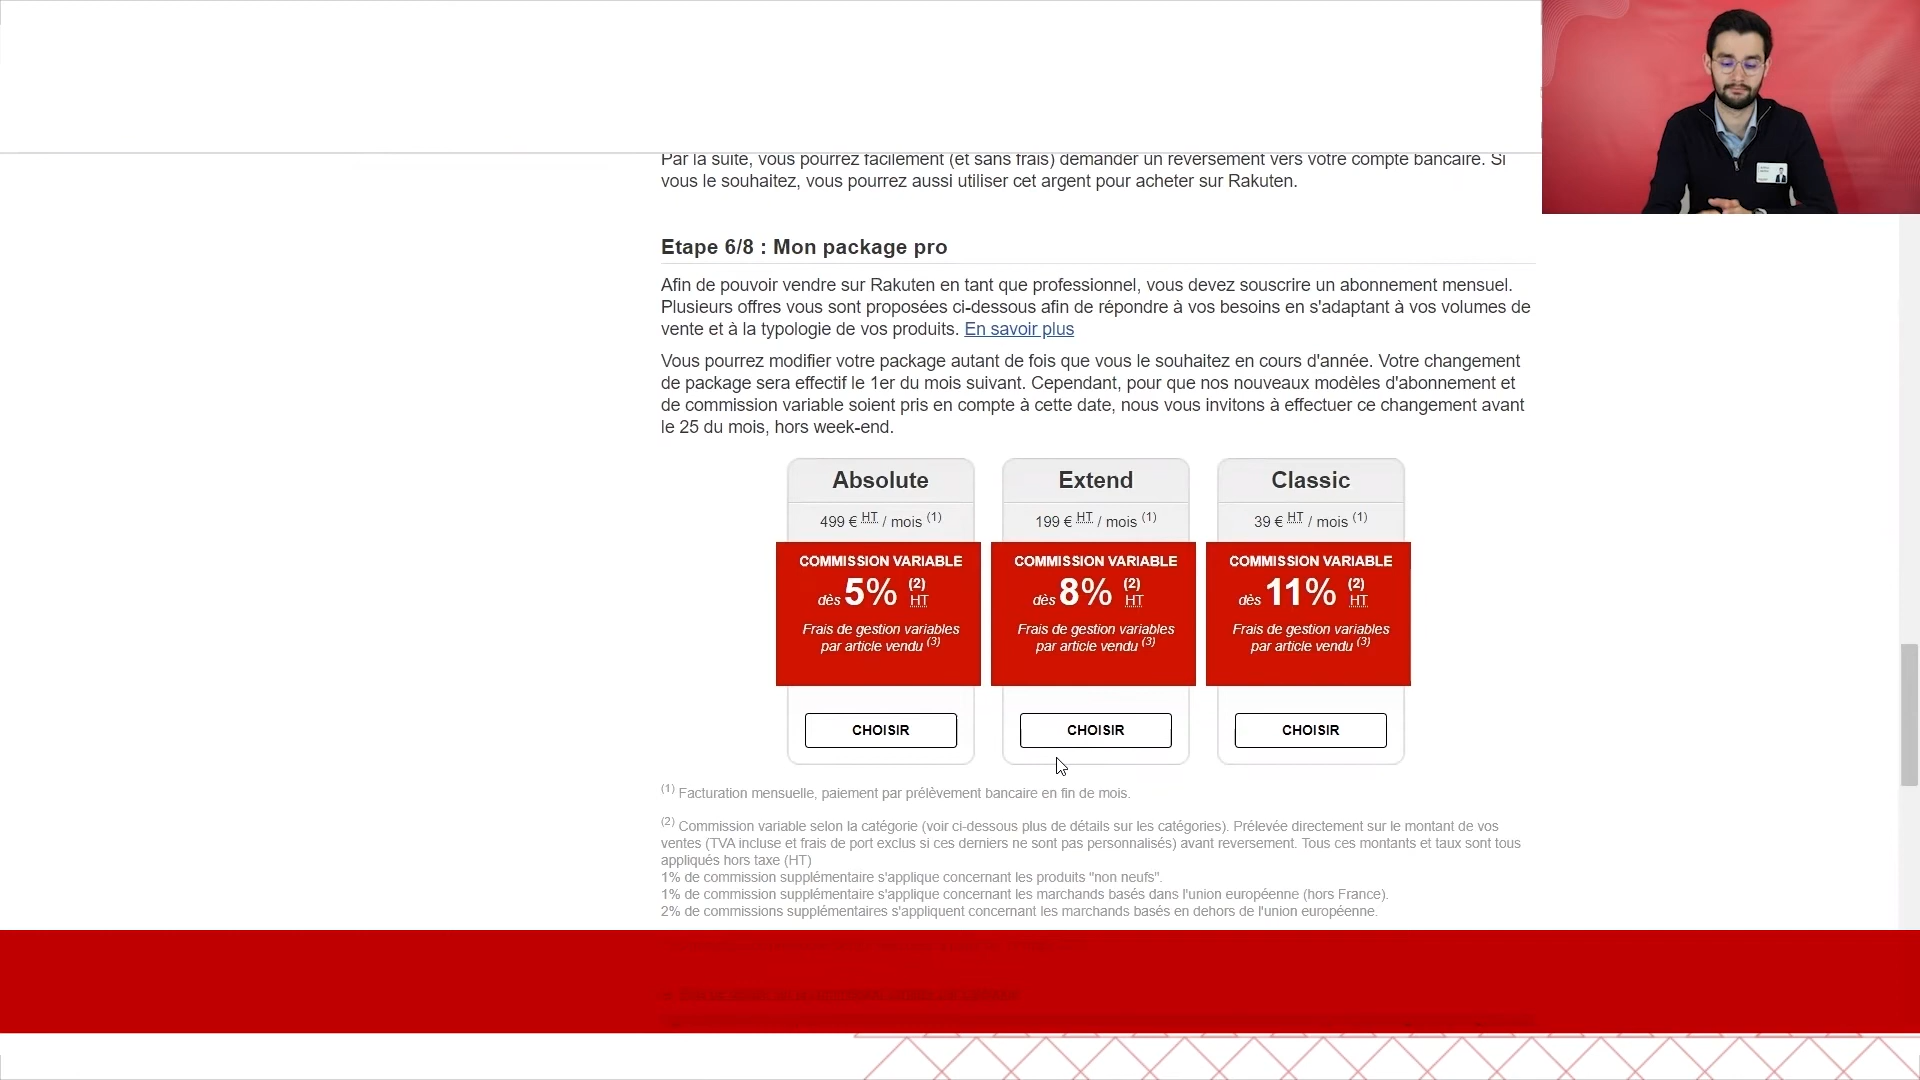 Par la suite, vous pourrez facilement (et sans frais) demander un reversement vers votre compte bancaire. Si
vous le souhaitez, vous pourrez aussi utiliser cet argent pour acheter sur Rakuten.
Etape 6/8 : Mon package pro
Afin de pouvoir vendre sur Rakuten en tant que professionnel, vous devez souscrire un abonnement mensuel.
Plusieurs offres vous sont proposées ci-dessous afin de répondre à vos besoins en s'adaptant à vos volumes de
vente et à la typologie de vos produits. En savoir plus
Vous pourrez modifier votre package autant de fois que vous le souhaitez en cours d'année. Votre changement
de package sera effectif le 1er du mois suivant. Cependant, pour que nos nouveaux modèles d'abonnement et
de commission variable soient pris en compte à cette date, nous vous invitons à effectuer ce changement avant
le 25 du mois, hors week-end.
Absolute
499 € HT / mois (1)
COMMISSION VARIABLE
dès 5% (2) HT
Frais de gestion variables
par article vendu (3)
CHOISIR
Extend
199 € HT / mois (1)
COMMISSION VARIABLE
dès 8% (2) HT
Frais de gestion variables
par article vendu (3)
CHOISIR
Classic
39 € HT / mois (1)
COMMISSION VARIABLE
dès 11% (2) HT
Frais de gestion variables
par article vendu (3)
CHOISIR
(1) Facturation mensuelle, paiement par prélèvement bancaire en fin de mois.
(2) Commission variable selon la catégorie (voir ci-dessous plus de détails sur les catégories). Prélevée directement sur le montant de vos
ventes (TVA incluse et frais de port exclus si ces derniers ne sont pas personnalisés) avant reversement. Tous ces montants et taux sont tous
appliqués hors taxe (HT)
1% de commission supplémentaire s'applique concernant les produits "non neufs".
1% de commission supplémentaire s'applique concernant les marchands basés dans l'union européenne (hors France).
2% de commissions supplémentaires s'appliquent concernant les marchands basés en dehors de l'union européenne.